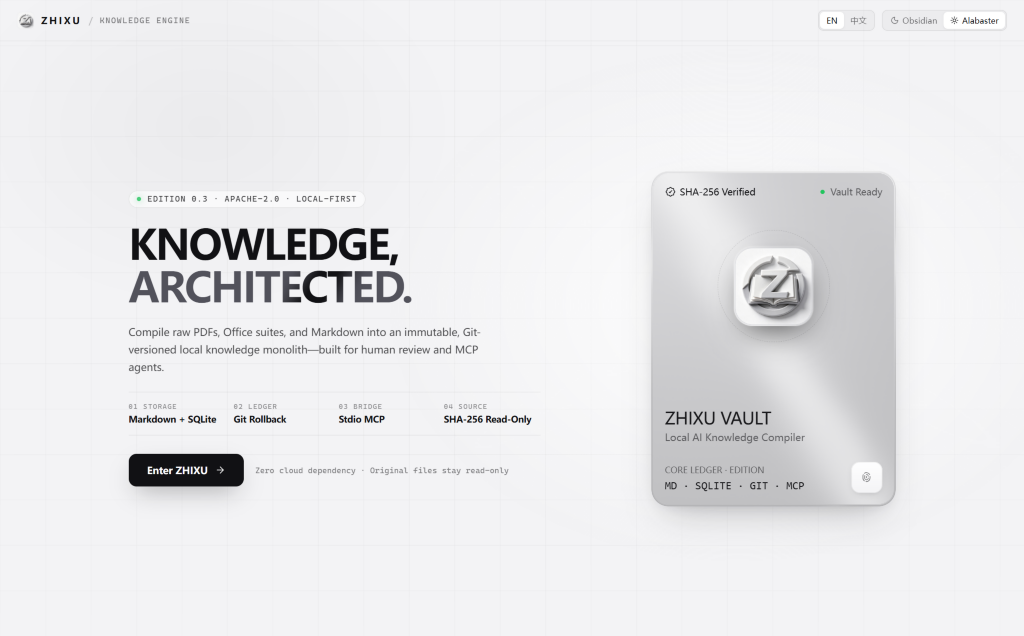 ZHIXU / KNOWLEDGE ENGINE
EN 中文 Obsidian Alabaster
EDITION 0.3 · APACHE-2.0 · LOCAL-FIRST
KNOWLEDGE,
ARCHITECTED.
Compile raw PDFs, Office suites, and Markdown into an immutable, Git-
versioned local knowledge monolith—built for human review and MCP
agents.
01 STORAGE 02 LEDGER 03 BRIDGE 04 SOURCE
Markdown + SQLite Git Rollback Stdio MCP SHA-256 Read-Only
Enter ZHIXU → Zero cloud dependency · Original files stay read-only
SHA-256 Verified Vault Ready
Z
ZHIXU VAULT
Local AI Knowledge Compiler
CORE LEDGER · EDITION
MD · SQLITE · GIT · MCP